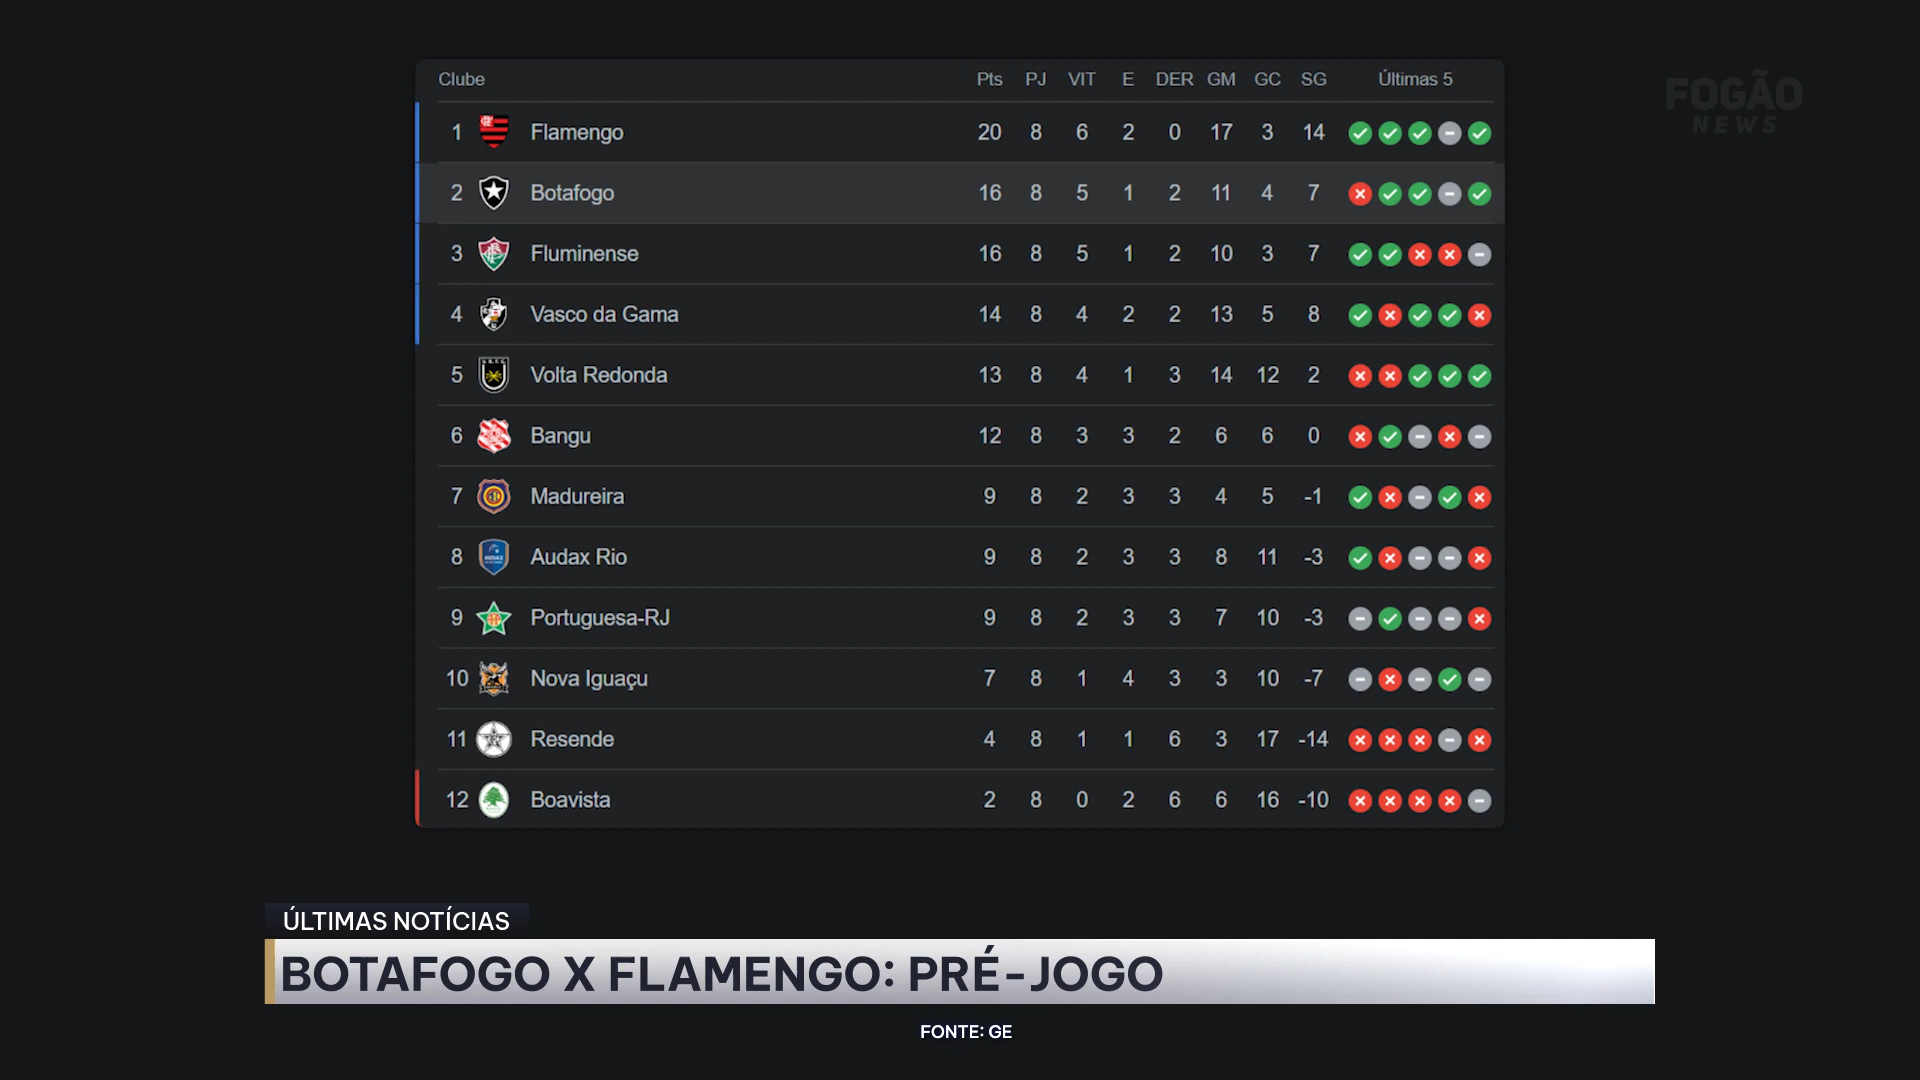 FOGÃO
NEWS
Clube Pts PJ VIT E DER GM GC SG Últimas 5
1 Flamengo 20 8 6 2 0 17 3 14
2 Botafogo 16 8 5 1 2 11 4 7
3 Fluminense 16 8 5 1 2 10 3 7
4 Vasco da Gama 14 8 4 2 2 13 5 8
5 Volta Redonda 13 8 4 1 3 14 12 2
6 Bangu 12 8 3 3 2 6 6 0
7 Madureira 9 8 2 3 3 4 5 -1
8 Audax Rio 9 8 2 3 3 8 11 -3
9 Portuguesa-RJ 9 8 2 3 3 7 10 -3
10 Nova Iguaçu 7 8 1 4 3 3 10 -7
11 Resende 4 8 1 1 6 3 17 -14
12 Boavista 2 8 0 2 6 6 16 -10
ÚLTIMAS NOTÍCIAS
BOTAFOGO X FLAMENGO: PRÉ-JOGO
FONTE: GE